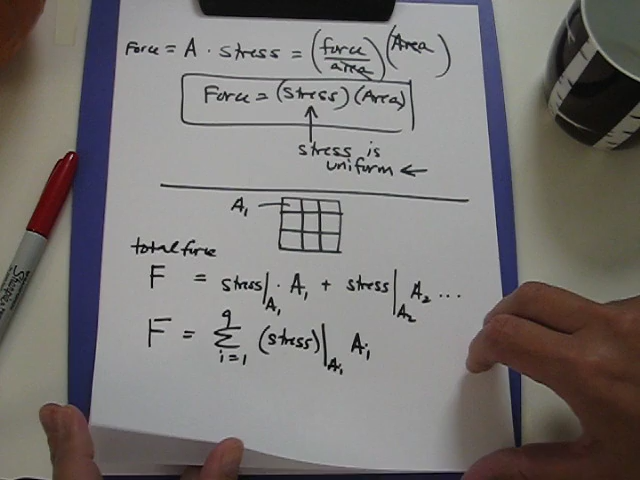 Force = A · stress = (force/area)(Area)
Force = (stress)(Area)
↑
stress is
uniform ←
A₁
total force
F = stress|A₁ · A₁ + stress|A₂ A₂ ...
F = 9 Σ i=1 (stress)|Aᵢ Aᵢ
Sharpie